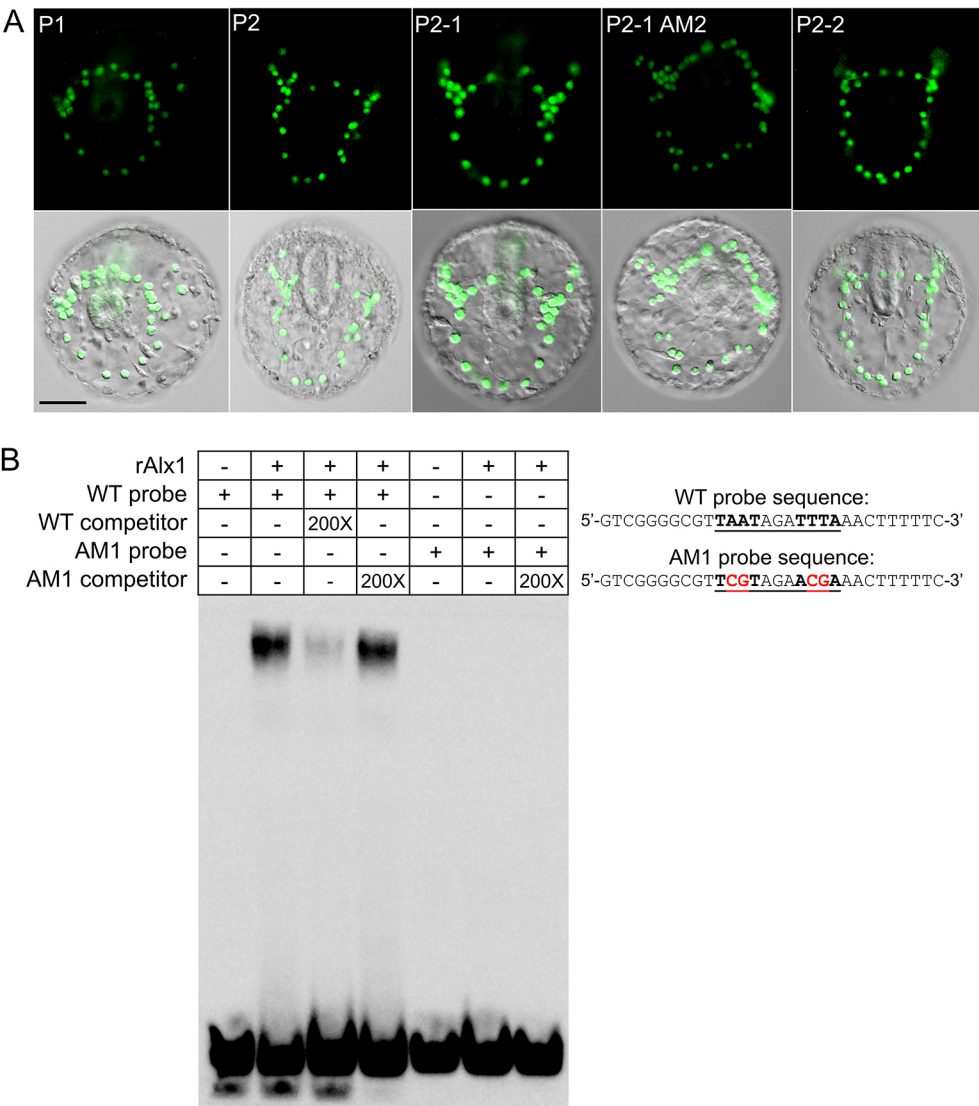 A
P1 P2 P2-1 P2-1 AM2 P2-2
B
rAlx1 - + + + - + +
WT probe + + + + - - -
WT competitor - - 200X - - - -
AM1 probe - - - - + + +
AM1 competitor - - - 200X - - 200X
WT probe sequence:
5’-GTCGGGGCGTTAATAGATTTAAACTTTTTC-3’
AM1 probe sequence:
5’-GTCGGGGCGTTCGTAGAACGAAACTTTTTC-3’